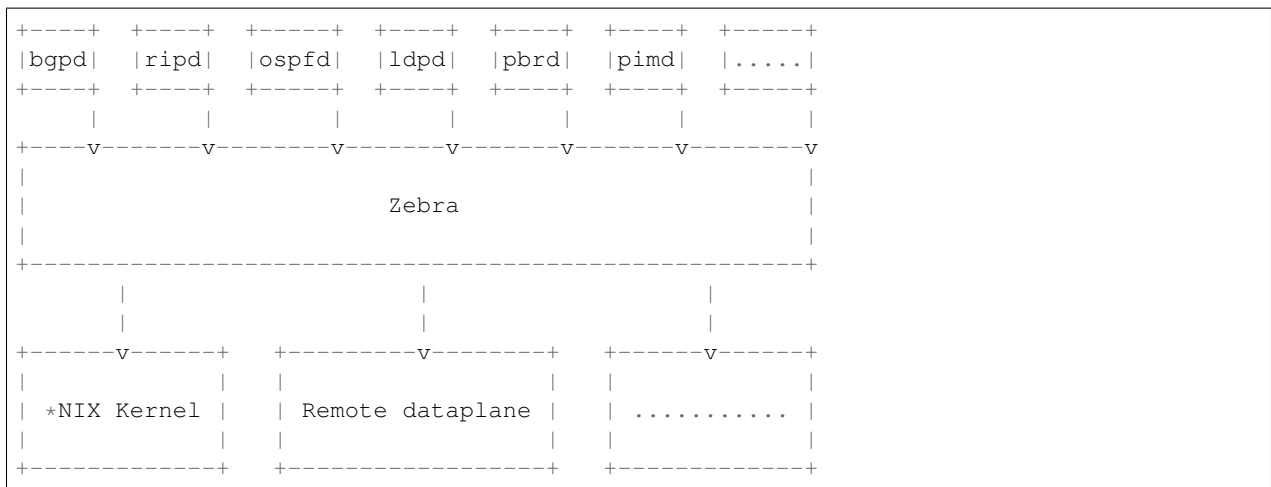 +----+  +----+  +-----+  +----+  +----+  +----+  +-----+
|bgpd|  |ripd|  |ospfd|  |ldpd|  |pbrd|  |pimd|  |.....|
+----+  +----+  +-----+  +----+  +----+  +----+  +-----+
     |       |        |       |       |       |        |
+----v-------v--------v-------v-------v-------v--------v
|                                                      |
|                         Zebra                        |
|                                                      |
+------------------------------------------------------+
       |                    |                   |
       |                    |                   |
+------v------+   +---------v--------+   +------v------+
|             |   |                  |   |             |
| *NIX Kernel |   | Remote dataplane |   | ........... |
|             |   |                  |   |             |
+-------------+   +------------------+   +-------------+